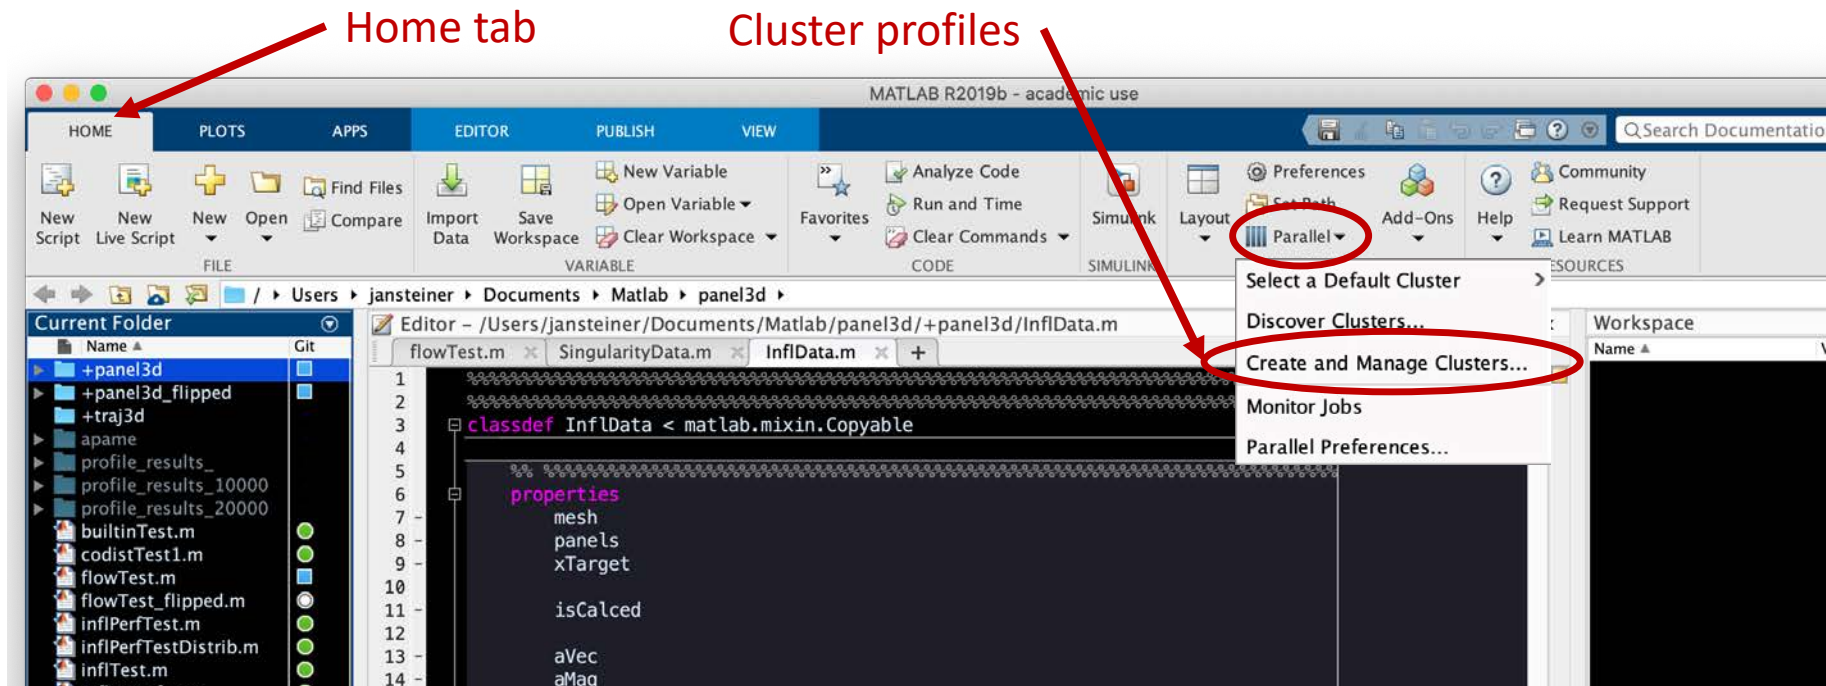 Home tab
Cluster profiles
MATLAB R2019b - academic use
HOME PLOTS APPS EDITOR PUBLISH VIEW
Search Documentatio
New Script
New Live Script
New
Open
Find Files
Compare
FILE
Import Data
Save Workspace
New Variable
Open Variable
Clear Workspace
VARIABLE
Favorites
Analyze Code
Run and Time
Clear Commands
CODE
Simulink
SIMULINK
Layout
Preferences
Set Path
Parallel
Add-Ons
Help
Community
Request Support
Learn MATLAB
Select a Default Cluster
Discover Clusters...
Create and Manage Clusters...
Monitor Jobs
Parallel Preferences...
/ Users jansteiner Documents Matlab panel3d
Current Folder
Name Git
+panel3d
+panel3d_flipped
+traj3d
apame
profile_results_
profile_results_10000
profile_results_20000
builtinTest.m
codistTest1.m
flowTest.m
flowTest_flipped.m
inflPerfTest.m
inflPerfTestDistrib.m
inflTest.m
Editor - /Users/jansteiner/Documents/Matlab/panel3d/+panel3d/InflData.m
flowTest.m SingularityData.m InflData.m +
1
2
3 classdef InflData < matlab.mixin.Copyable
4
5
6 properties
7 - mesh
8 - panels
9 - xTarget
10
11 - isCalced
12
13 - aVec
14 - aMag
Workspace
Name